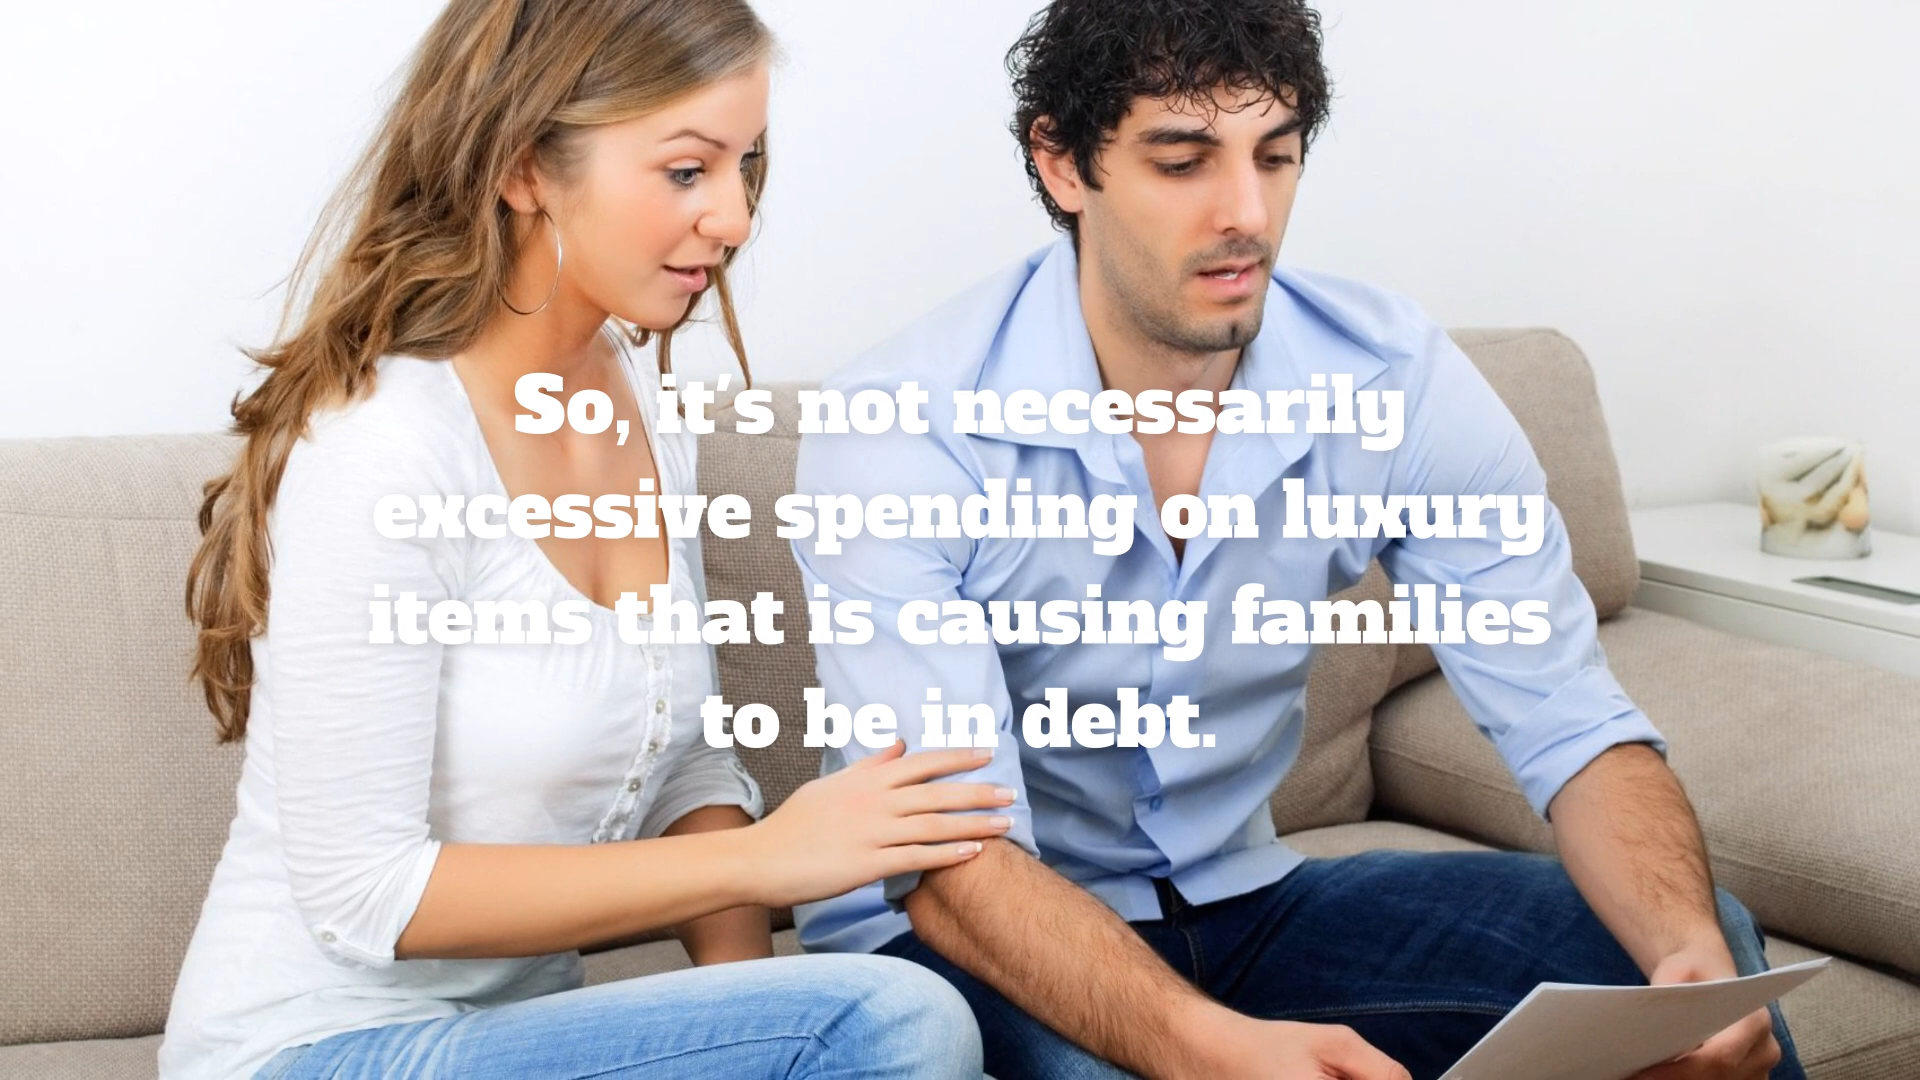 So, it's not necessarily
excessive spending on luxury
items that is causing families
to be in debt.